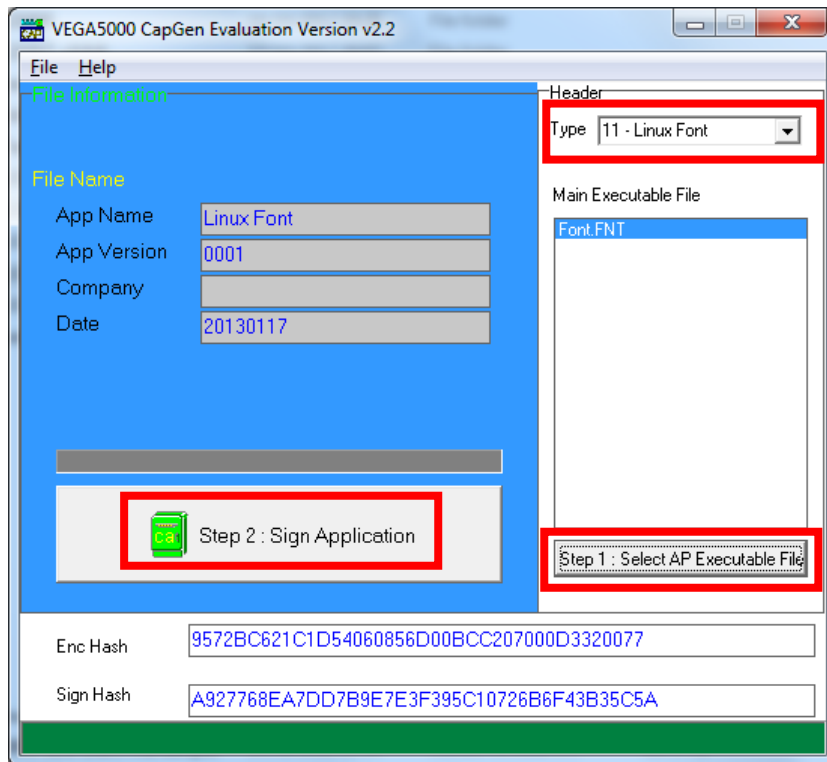 VEGA5000 CapGen Evaluation Version v2.2
File Help
File Information
File Name
App Name Linux Font
App Version 0001
Company
Date 20130117
Step 2 : Sign Application
Header
Type 11 - Linux Font
Main Executable File
Font.FNT
Step 1 : Select AP Executable File
Enc Hash 9572BC621C1D54060856D00BCC207000D3320077
Sign Hash A927768EA7DD7B9E7E3F395C10726B6F43B35C5A